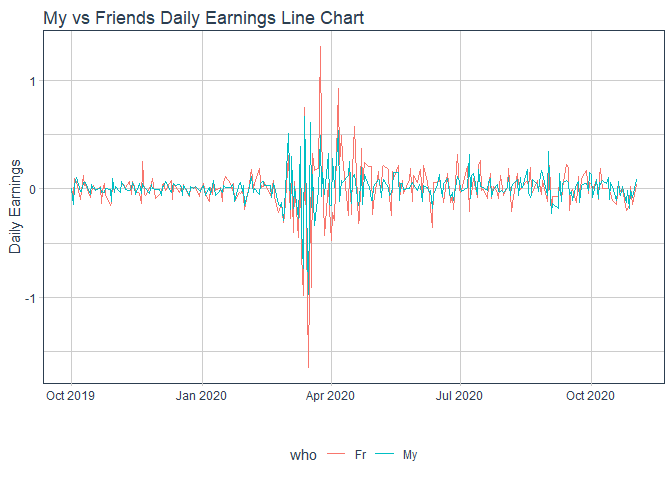 My vs Friends Daily Earnings Line Chart
Daily Earnings
1
0
-1
Oct 2019 Jan 2020 Apr 2020 Jul 2020 Oct 2020
who Fr My